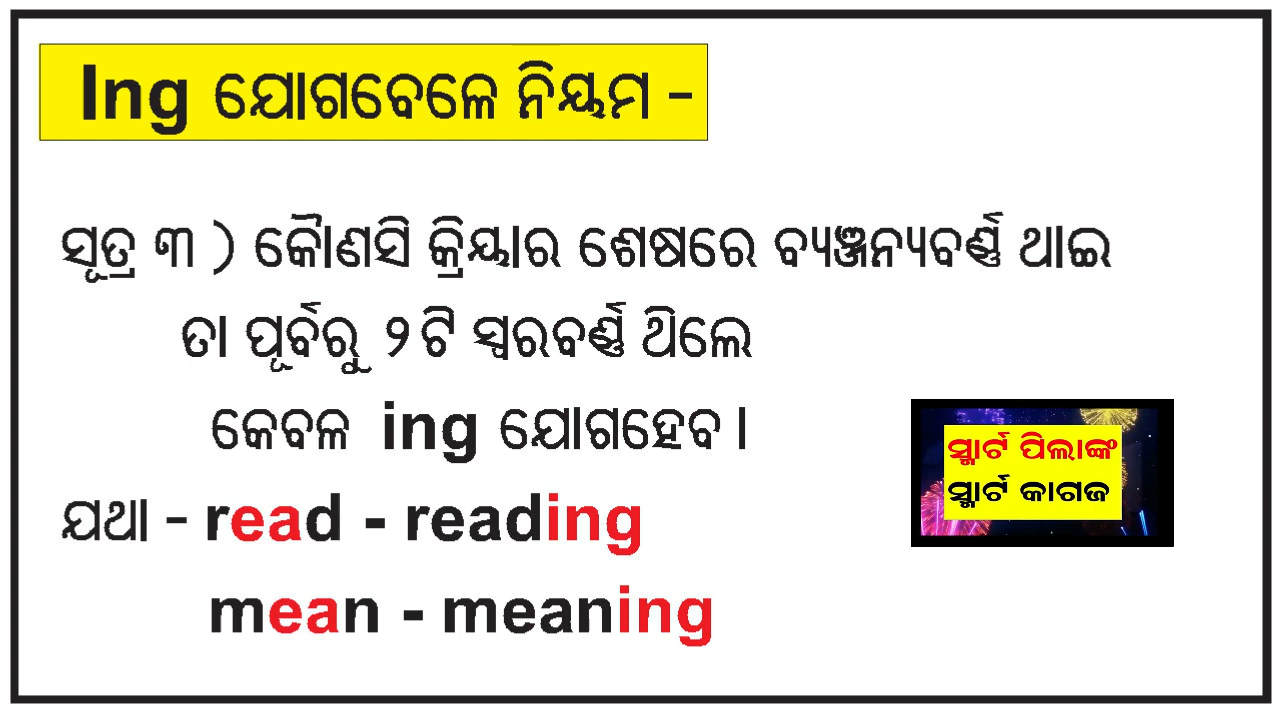 Ing ଯୋଗବେଳେ ନିୟମ -
ସୂତ୍ର ୩ ) କୌଣସି କ୍ରିୟାର ଶେଷରେ ବ୍ୟଞ୍ଜନ୍ୟବର୍ଣ୍ଣ ଥାଇ
ତା ପୂର୍ବରୁ ୨ ଟି ସ୍ୱରବର୍ଣ୍ଣ ଥିଲେ
କେବଳ ing ଯୋଗହେବ ।
ଯଥା - read - reading
mean - meaning
ସ୍ମାର୍ଟ ପିଲାଙ୍କ
ସ୍ମାର୍ଟ କାଗଜ